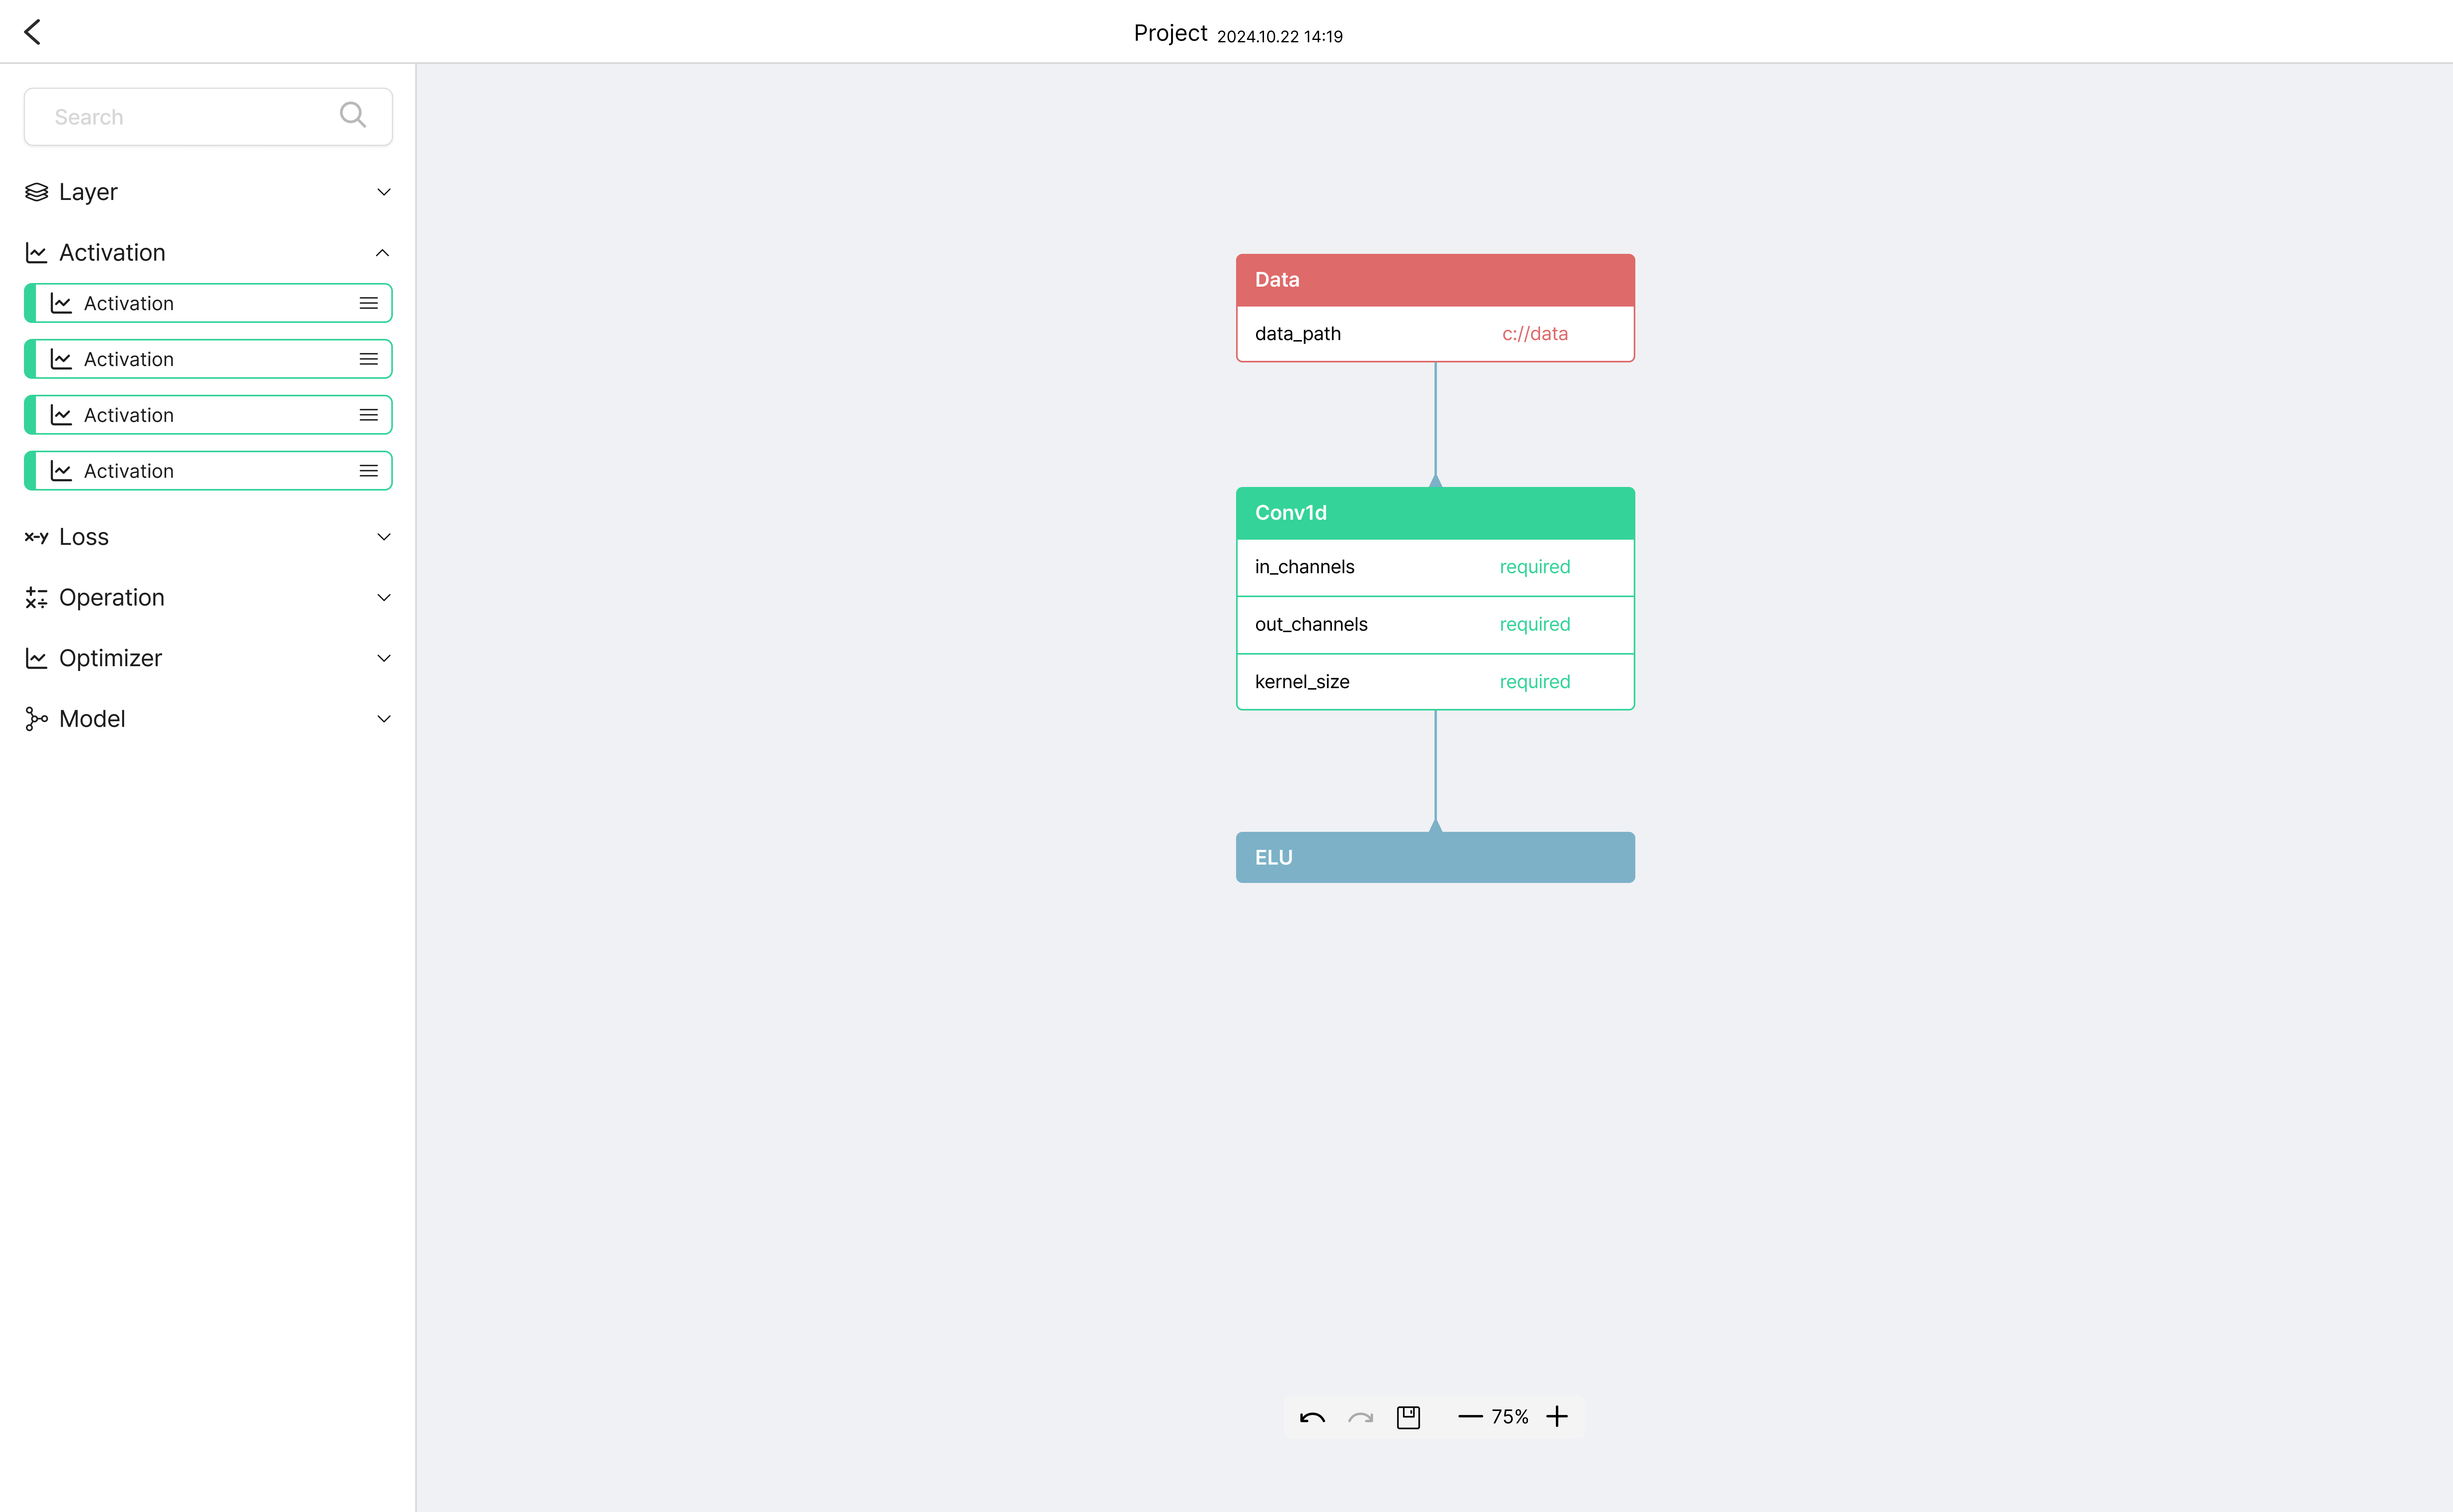 Project 2024.10.22 14:19
Search
Layer
Activation
Activation
Activation
Activation
Activation
x-y Loss
Operation
Optimizer
Model
Data
data_path c://data
Conv1d
in_channels required
out_channels required
kernel_size required
ELU
75%